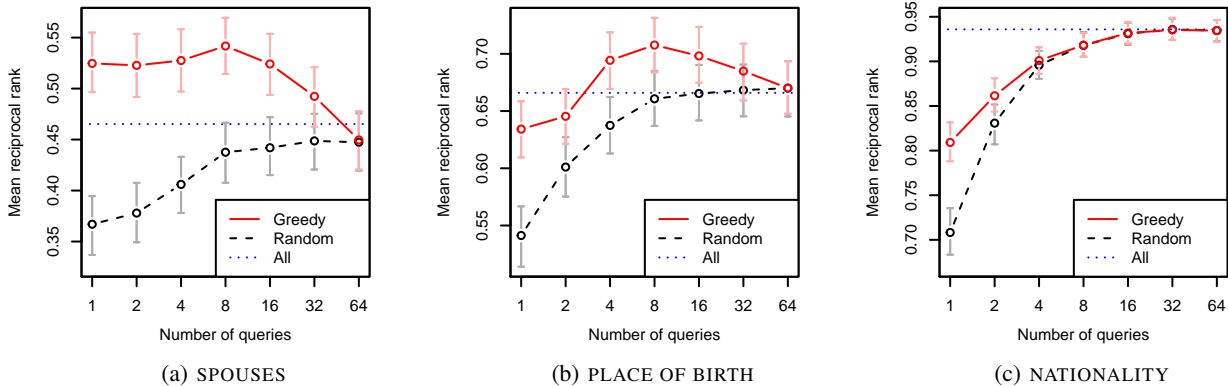 Mean reciprocal rank
0.35 0.40 0.45 0.50 0.55
Greedy
Random
All
1 2 4 8 16 32 64
Number of queries
(a) SPOUSES
Mean reciprocal rank
0.55 0.60 0.65 0.70
Greedy
Random
All
1 2 4 8 16 32 64
Number of queries
(b) PLACE OF BIRTH
Mean reciprocal rank
0.70 0.75 0.80 0.85 0.90 0.95
Greedy
Random
All
1 2 4 8 16 32 64
Number of queries
(c) NATIONALITY